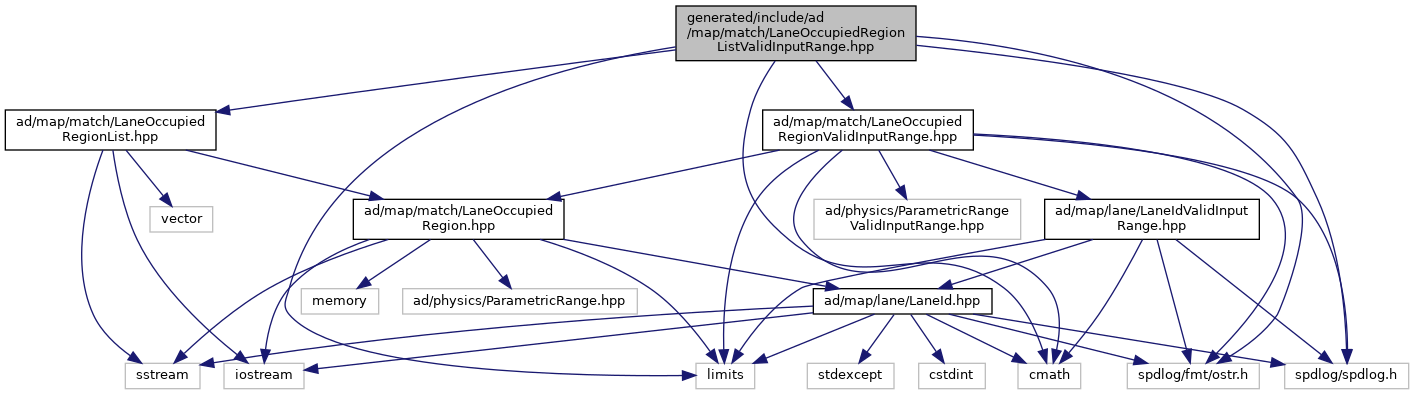 generated/include/ad
/map/match/LaneOccupiedRegion
ListValidInputRange.hpp
ad/map/match/LaneOccupied
RegionList.hpp
ad/map/match/LaneOccupied
RegionValidInputRange.hpp
vector
ad/map/match/LaneOccupied
Region.hpp
ad/physics/ParametricRange
ValidInputRange.hpp
ad/map/lane/LaneIdValidInput
Range.hpp
memory
ad/physics/ParametricRange.hpp
ad/map/lane/LaneId.hpp
sstream
iostream
limits
stdexcept
cstdint
cmath
spdlog/fmt/ostr.h
spdlog/spdlog.h